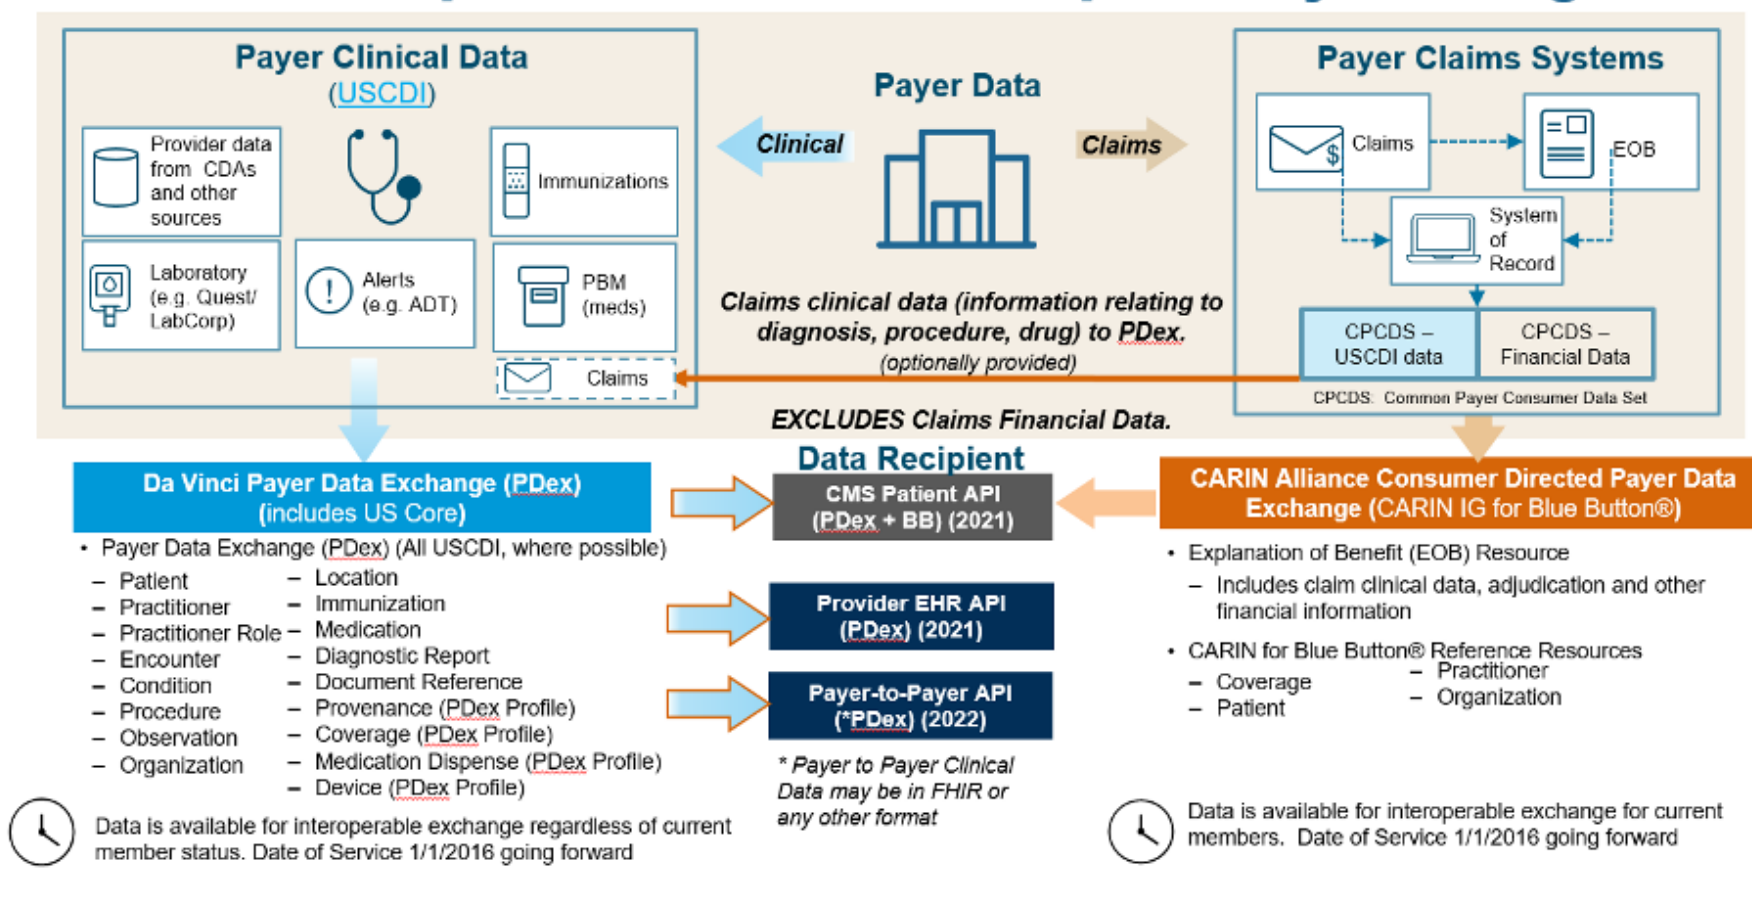 Payer Clinical Data
(USCDI)
Provider data
from CDAs
and other
sources
Immunizations
Laboratory
(e.g. Quest/
LabCorp)
Alerts
(e.g. ADT)
PBM
(meds)
Claims
Payer Data
Clinical
Claims
Claims clinical data (information relating to
diagnosis, procedure, drug) to PDex.
(optionally provided)
EXCLUDES Claims Financial Data.
Payer Claims Systems
Claims
$
EOB
System
of
Record
CPCDS –
USCDI data
CPCDS –
Financial Data
CPCDS: Common Payer Consumer Data Set
Da Vinci Payer Data Exchange (PDex)
(includes US Core)
• Payer Data Exchange (PDex) (All USCDI, where possible)
– Patient
– Practitioner
– Practitioner Role
– Encounter
– Condition
– Procedure
– Observation
– Organization
– Location
– Immunization
– Medication
– Diagnostic Report
– Document Reference
– Provenance (PDex Profile)
– Coverage (PDex Profile)
– Medication Dispense (PDex Profile)
– Device (PDex Profile)
Data is available for interoperable exchange regardless of current
member status. Date of Service 1/1/2016 going forward
Data Recipient
CMS Patient API
(PDex + BB) (2021)
Provider EHR API
(PDex) (2021)
Payer-to-Payer API
(*PDex) (2022)
* Payer to Payer Clinical
Data may be in FHIR or
any other format
CARIN Alliance Consumer Directed Payer Data
Exchange (CARIN IG for Blue Button®)
• Explanation of Benefit (EOB) Resource
– Includes claim clinical data, adjudication and other
financial information
• CARIN for Blue Button® Reference Resources
– Coverage
– Patient
– Practitioner
– Organization
Data is available for interoperable exchange for current
members. Date of Service 1/1/2016 going forward